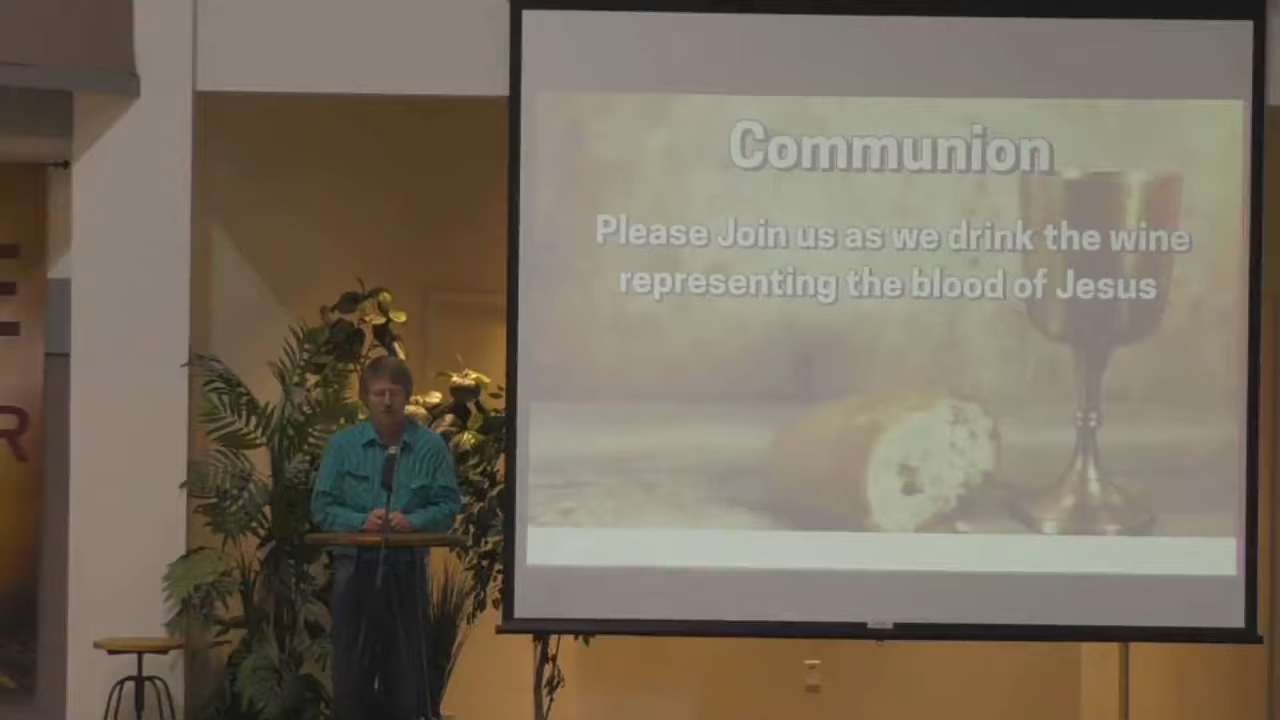 Communion
Please Join us as we drink the wine
representing the blood of Jesus
R